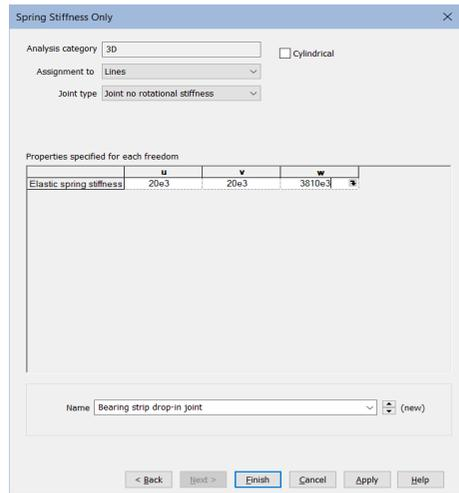 Spring Stiffness Only
Analysis category 3D
Cylindrical
Assignment to Lines
Joint type Joint no rotational stiffness
Properties specified for each freedom
u v w
Elastic spring stiffness 20e3 20e3 3810e3
Name Bearing strip drop-in joint (new)
< Back Next > Finish Cancel Apply Help